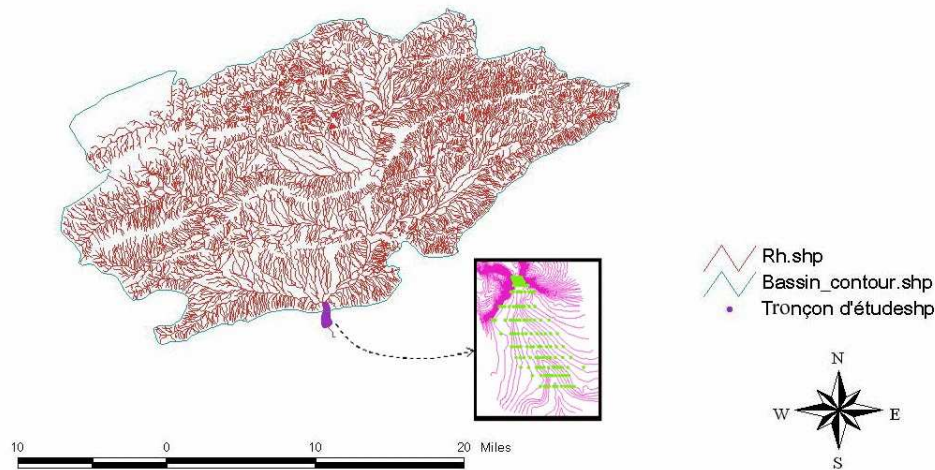 Rh.shp
Bassin_contour.shp
Tronçon d'étudeshp
N
W E
S
10 0 10 20 Miles